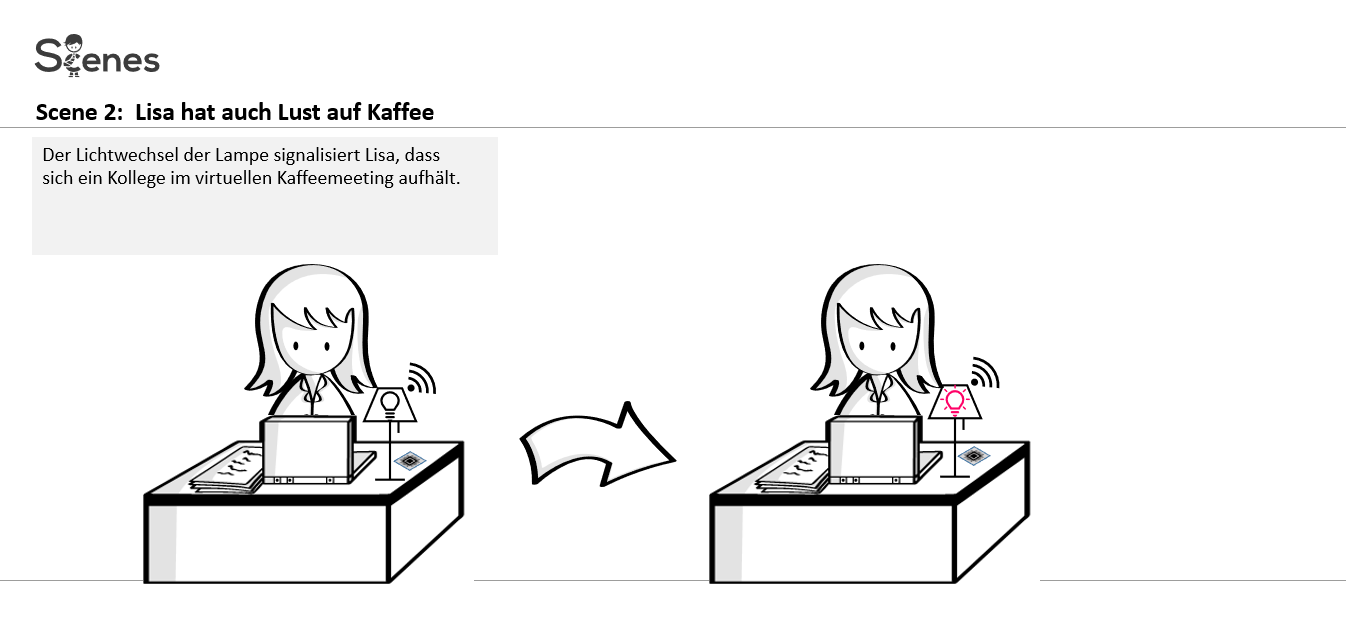 Scenes
Scene 2:  Lisa hat auch Lust auf Kaffee
Der Lichtwechsel der Lampe signalisiert Lisa, dass
sich ein Kollege im virtuellen Kaffeemeeting aufhält.